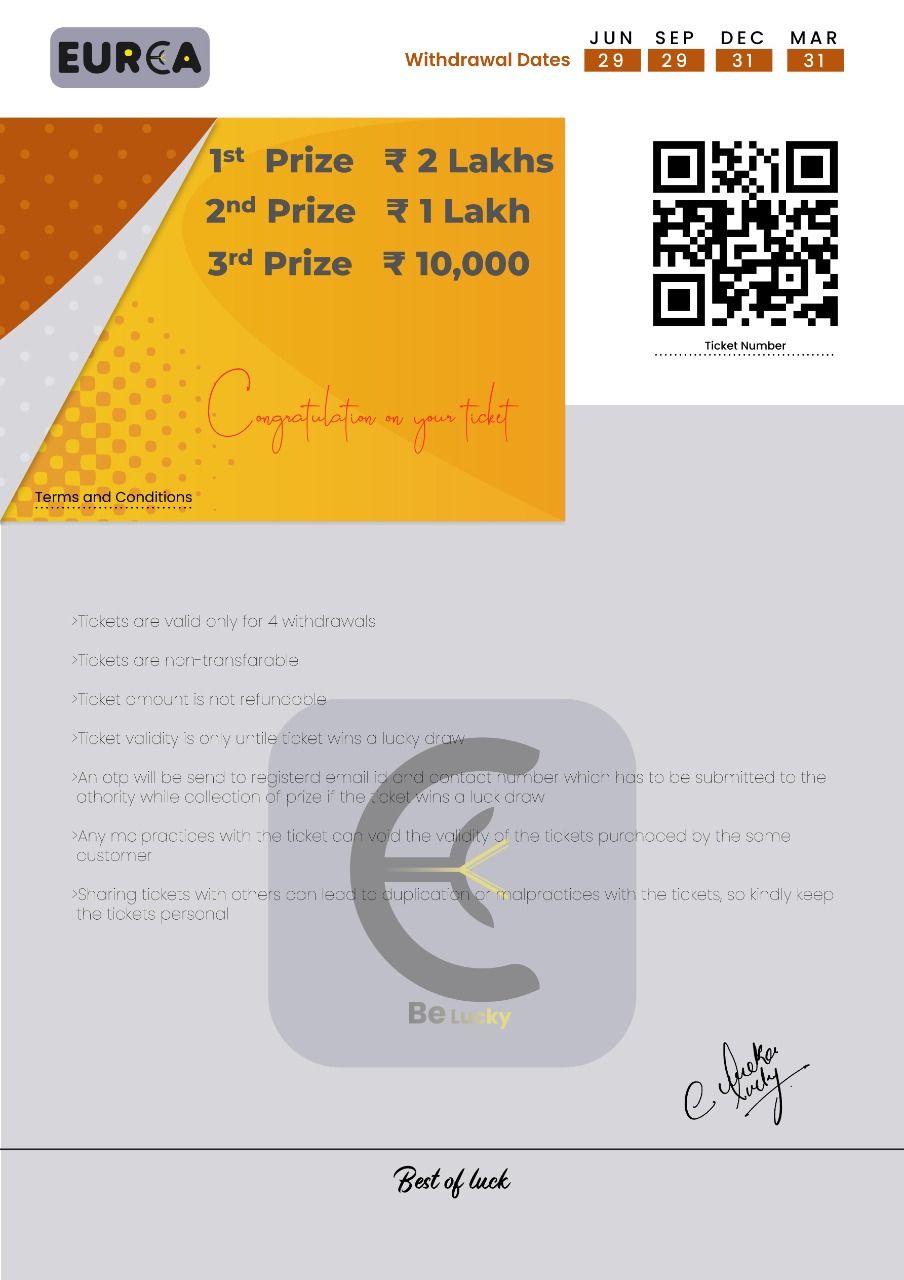 EURCA
JUN SEP DEC MAR
Withdrawal Dates 29 29 31 31
1st Prize ₹ 2 Lakhs
2nd Prize ₹ 1 Lakh
3rd Prize ₹ 10,000
Ticket Number
Congratulation on your ticket
Terms and Conditions
>Tickets are valid only for 4 withdrawals
>Tickets are non-transfarable
>Ticket amount is not refundable
>Ticket validity is only untile ticket wins a lucky draw
>An otp will be send to registerd email id and contact number which has to be submitted to the
athority while collection of prize if the ticket wins a luck draw
>Any mc practices with the ticket can void the validity of the tickets purchaced by the same
customer
>Sharing tickets with others can lead to duplication or malpractices with the tickets, so kindly keep
the tickets personal
Be Lucky
Best of luck